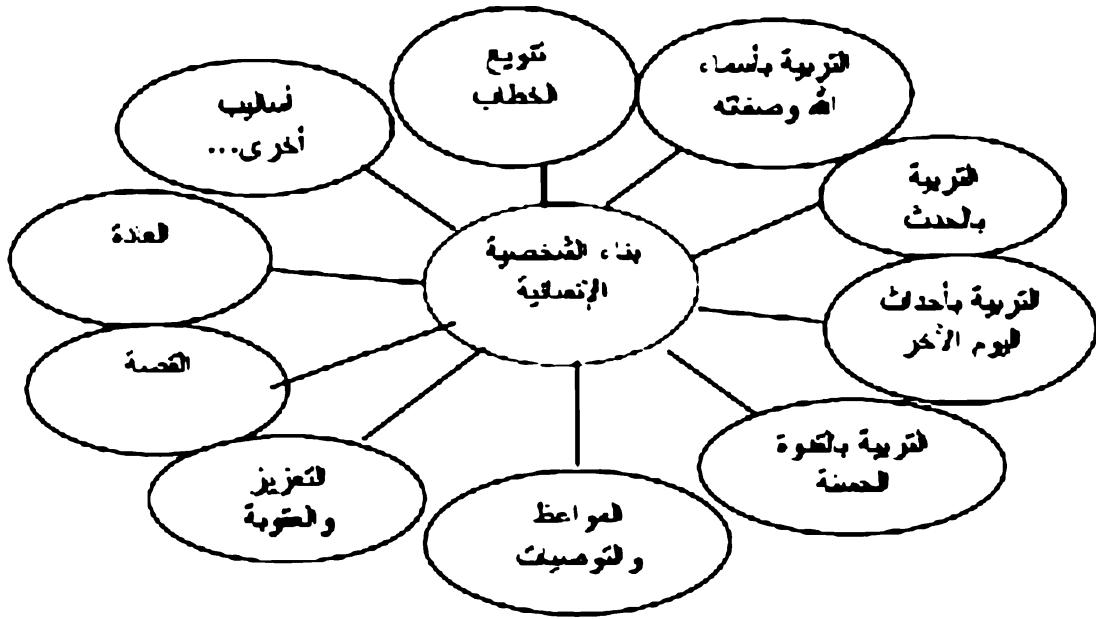 تنويع
الخطاب
التربية بأسماء
الله وصفته
التربية
بالحدث
التربية بأحداث
اليوم الآخر
التربية بالقدوة
الحسنة
المواعظ
والتوصيات
التعزيز
والعقوبة
القصة
العادة
أساليب
أخرى...
بناء الشخصية
الإنسانية